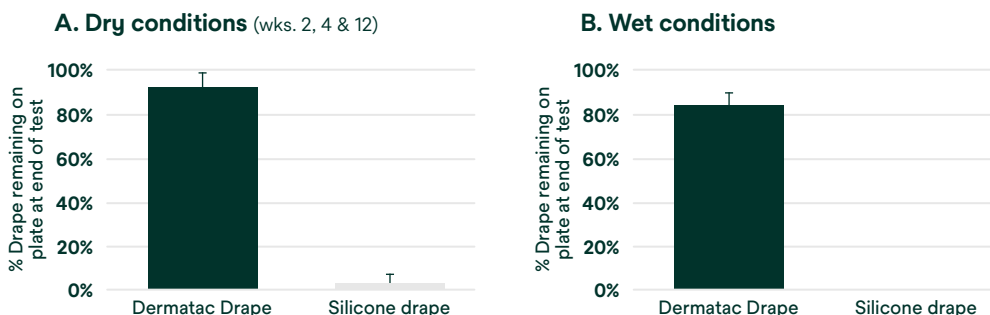 A. Dry conditions (wks. 2, 4 & 12)
% Drape remaining on
plate at end of test
100%
80%
60%
40%
20%
0%
Dermatac Drape
Silicone drape
B. Wet conditions
% Drape remaining on
plate at end of test
100%
80%
60%
40%
20%
0%
Dermatac Drape
Silicone drape